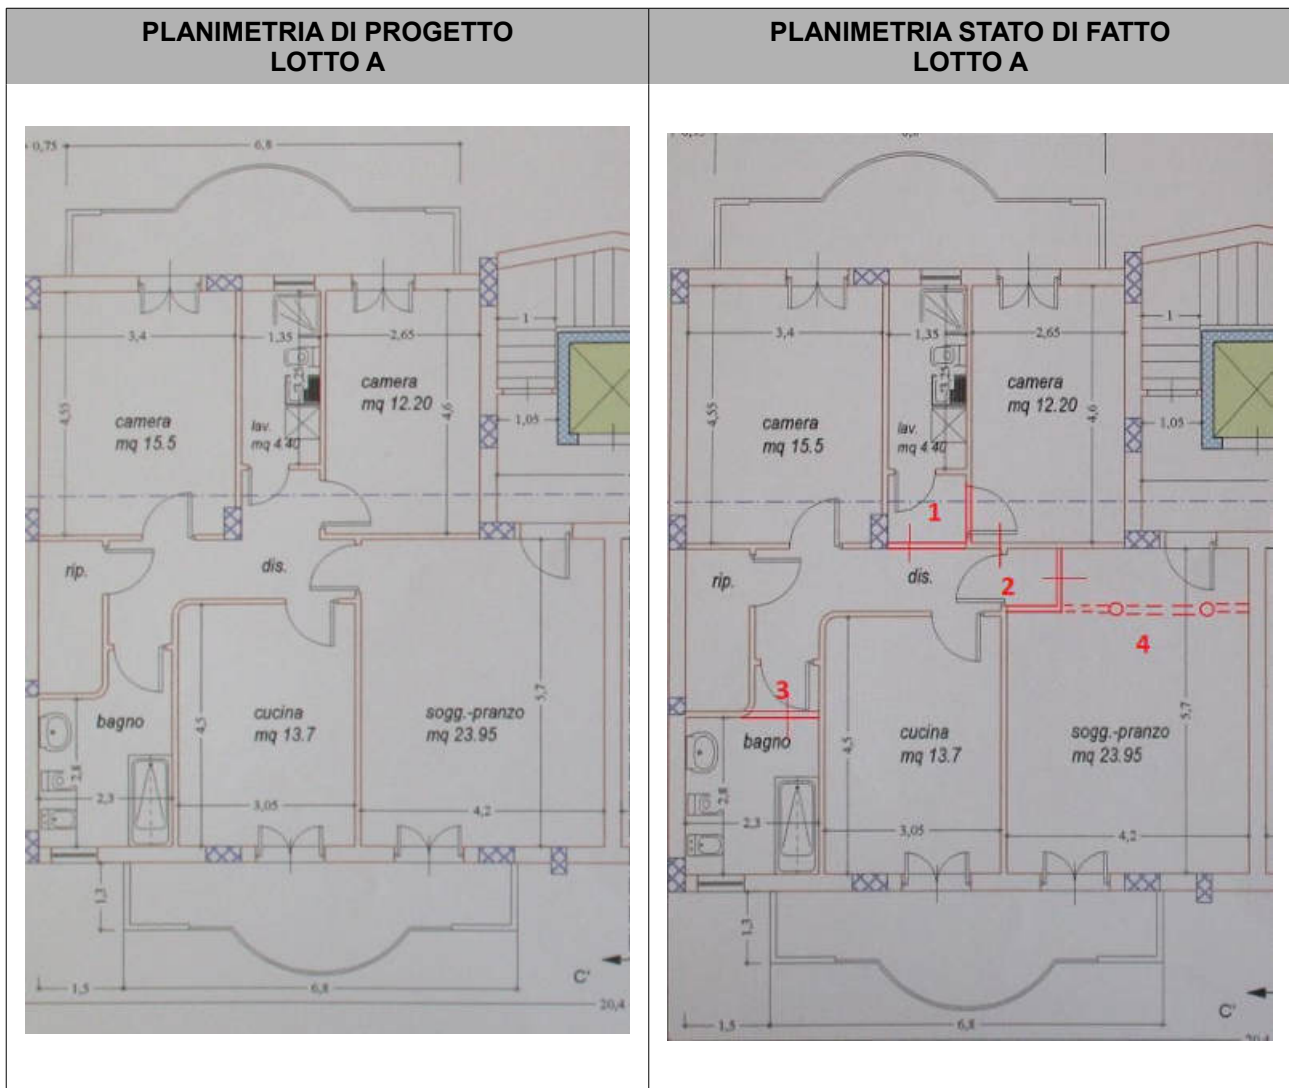 PLANIMETRIA DI PROGETTO
LOTTO A
PLANIMETRIA STATO DI FATTO
LOTTO A
0,75
6,8
3,4
1,35
2,65
1
3,25
camera
mq 12.20
4,55
4,6
camera
mq 15.5
lav.
mq 4.40
1,05
rip.
dis.
5,7
bagno
4,5
cucina
mq 13.7
sogg.-pranzo
mq 23.95
2,8
2,3
3,05
4,2
1,3
C'
1,5
6,8
20,4
3,4
1,35
2,65
1
3,25
camera
mq 12.20
4,55
4,6
camera
mq 15.5
lav.
mq 4.40
1,05
1
rip.
dis.
2
4
3
5,7
bagno
4,5
cucina
mq 13.7
sogg.-pranzo
mq 23.95
2,8
2,3
3,05
4,2
1,3
C'
1,5
6,8